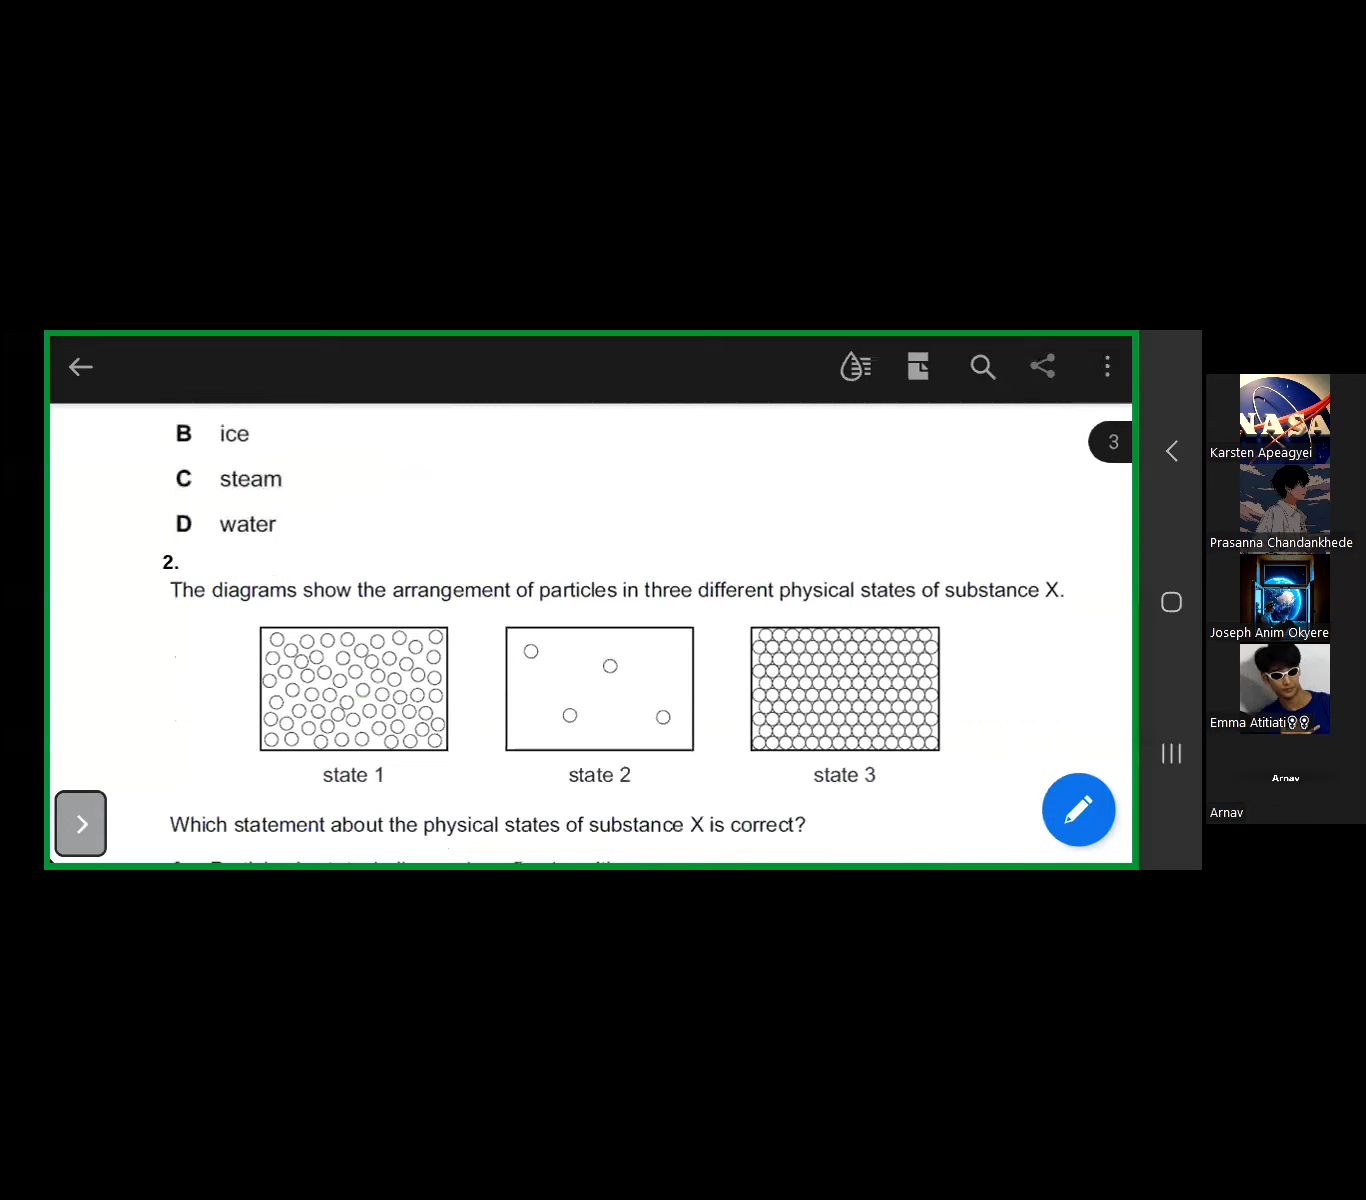 B ice
3
C steam
D water
2.
The diagrams show the arrangement of particles in three different physical states of substance X.
state 1 state 2 state 3
Which statement about the physical states of substance X is correct?
NASA
Karsten Apeagyei
Prasanna Chandankhede
Joseph Anim Okyere
Emma Atitiati
Arnav
Arnav